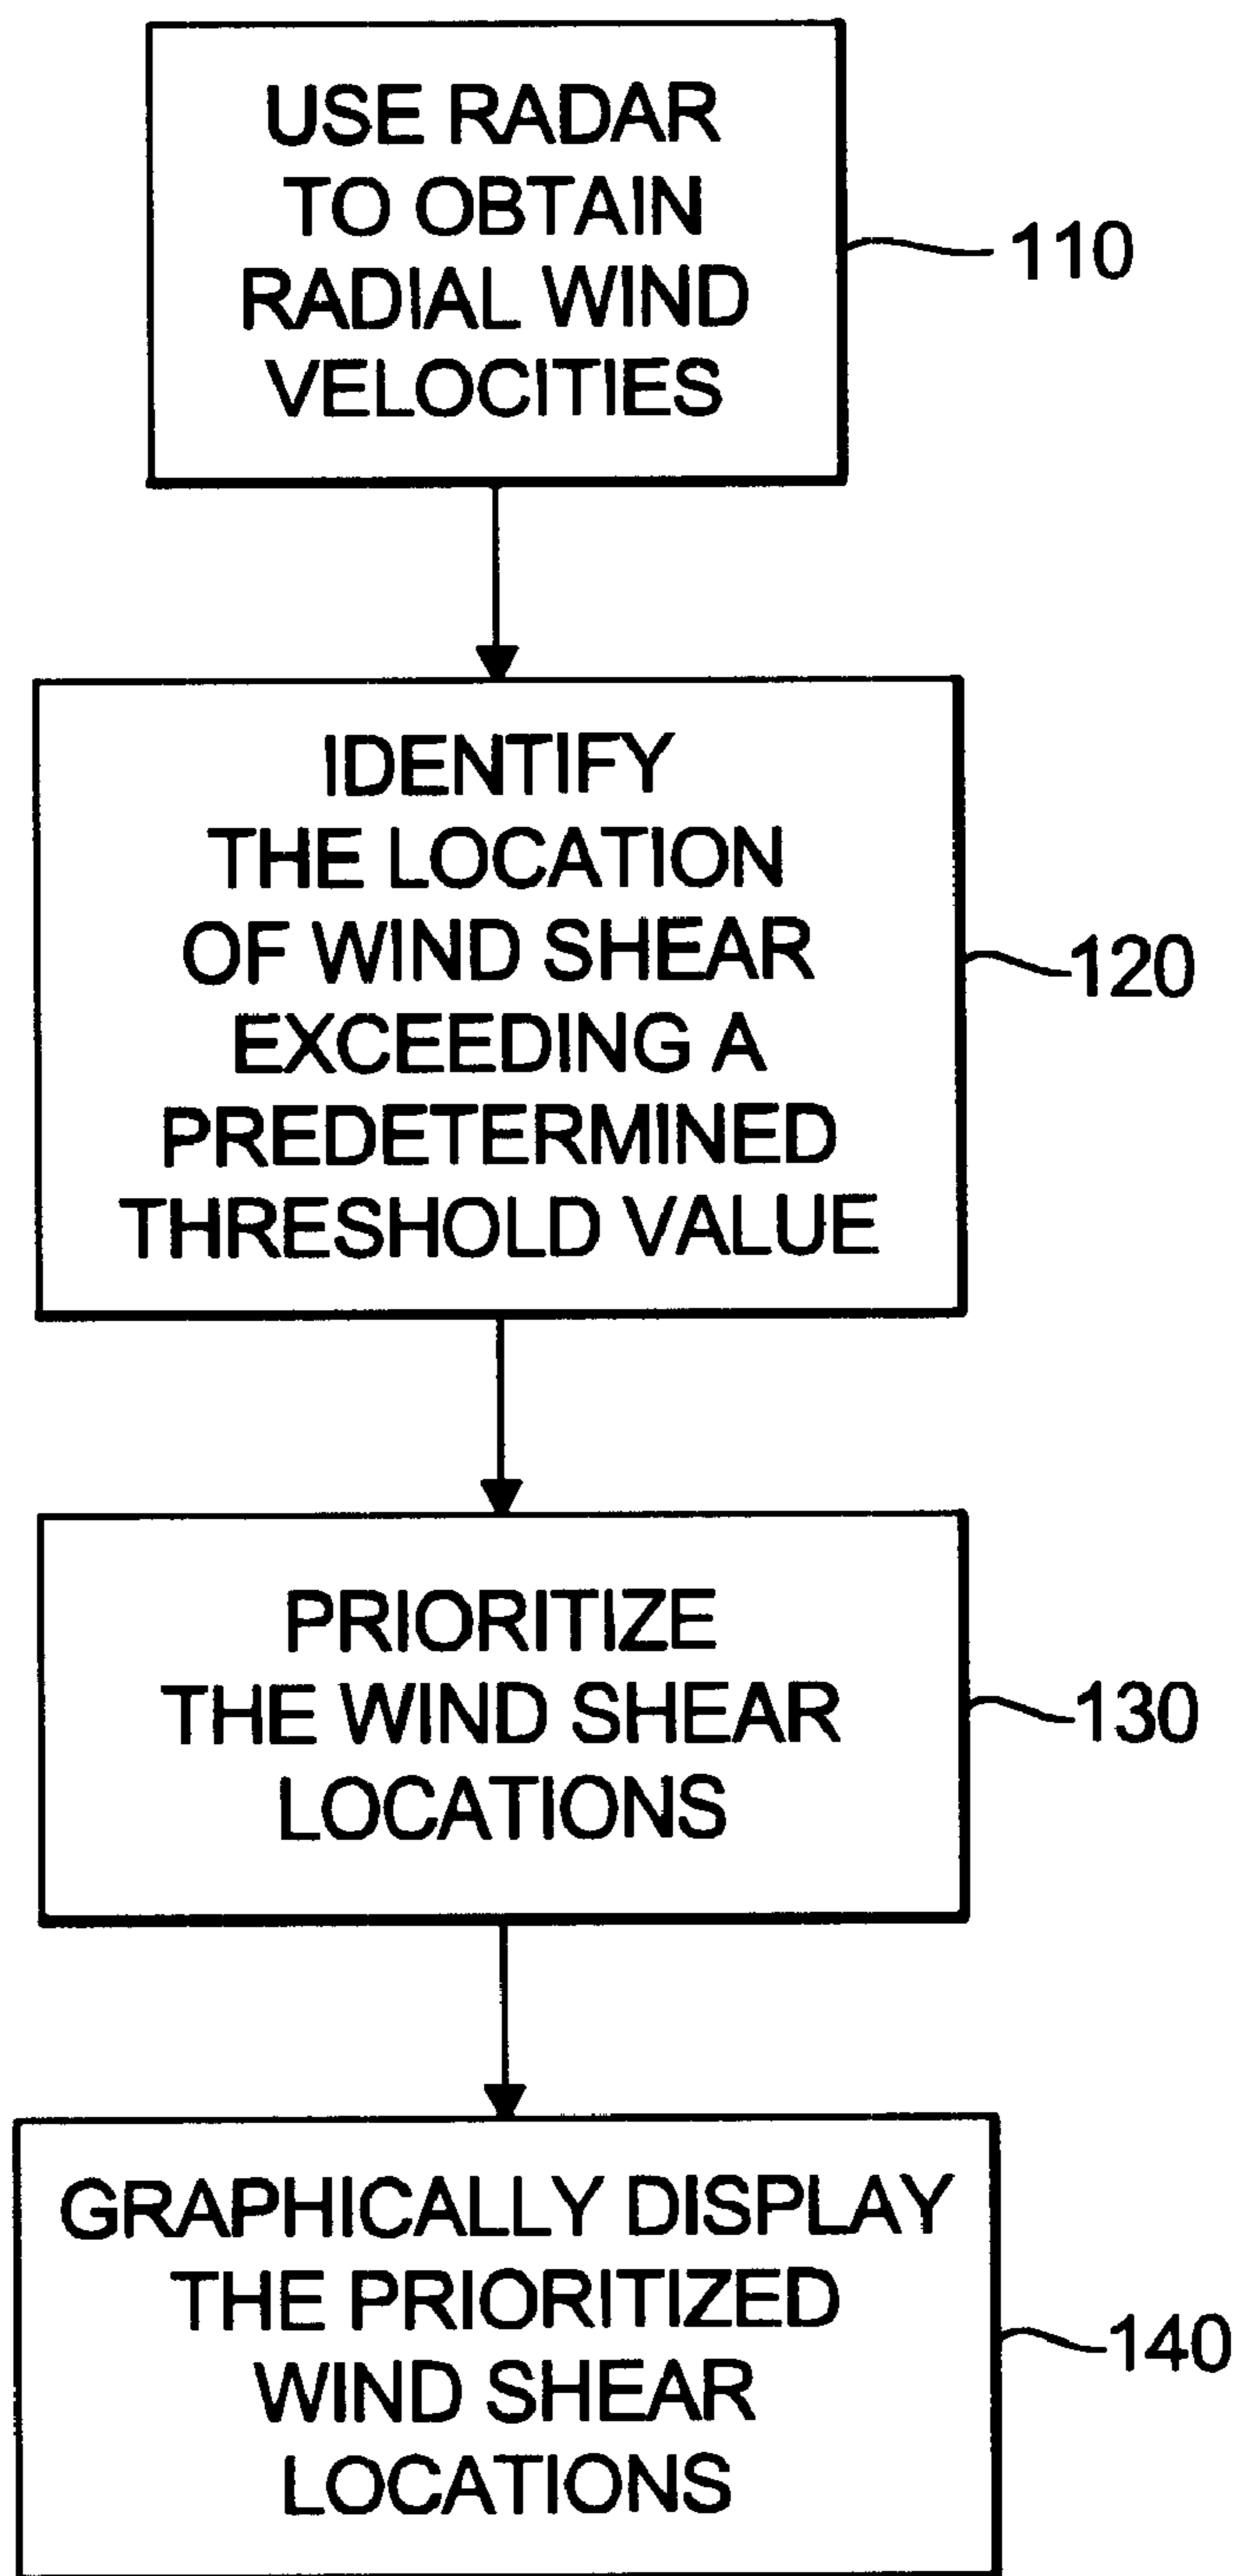 USE RADAR
TO OBTAIN
RADIAL WIND
VELOCITIES
110
IDENTIFY
THE LOCATION
OF WIND SHEAR
EXCEEDING A
PREDETERMINED
THRESHOLD VALUE
120
PRIORITIZE
THE WIND SHEAR
LOCATIONS
130
GRAPHICALLY DISPLAY
THE PRIORITIZED
WIND SHEAR
LOCATIONS
140